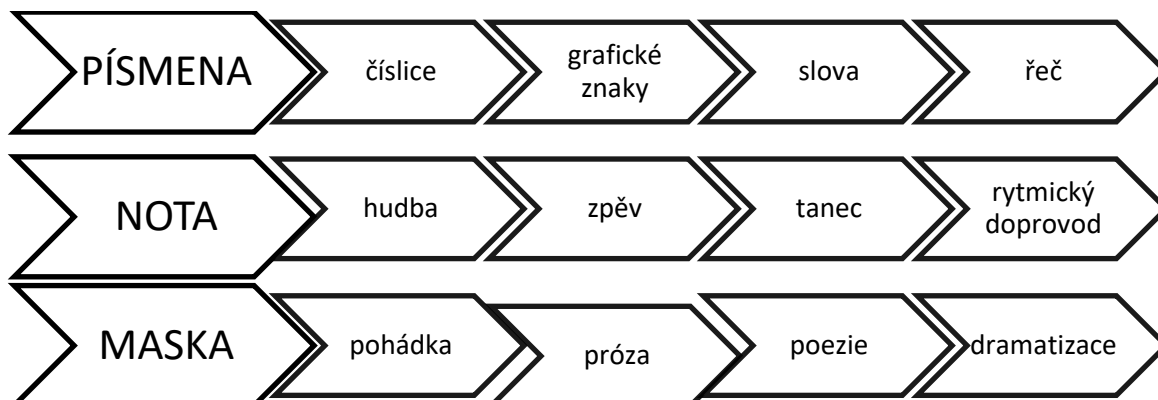 PÍSMENA
číslice
grafické
znaky
slova
řeč
NOTA
hudba
zpěv
tanec
rytmický
doprovod
MASKA
pohádka
próza
poezie
dramatizace